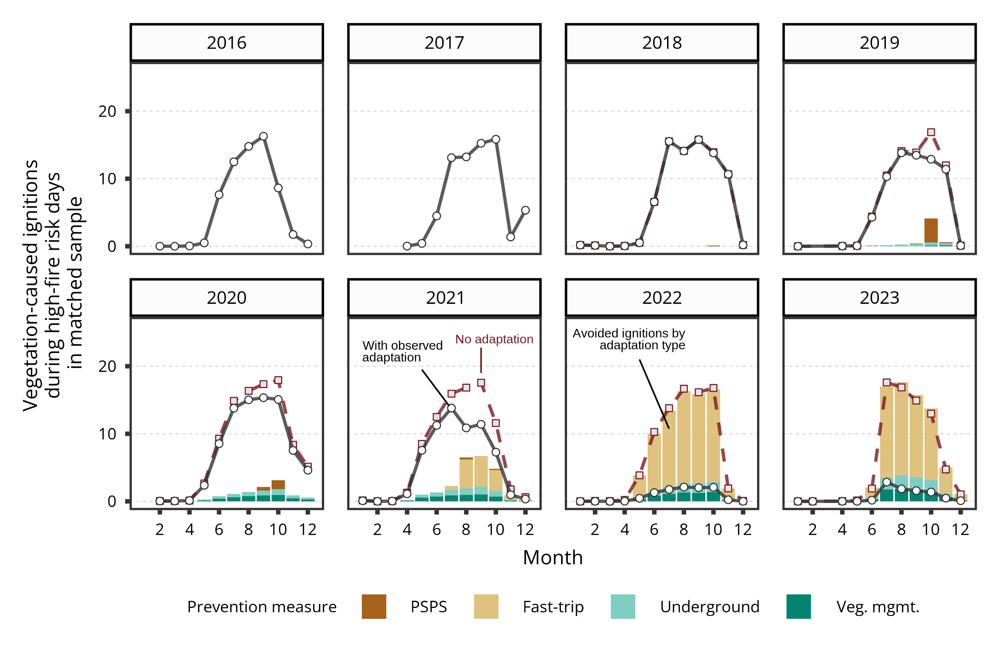 2016
2017
2018
2019
20
10
0
Vegetation-caused ignitions
during high-fire risk days
in matched sample
2020
2021
2022
2023
With observed
adaptation
No adaptation
Avoided ignitions by
adaptation type
20
10
0
2 4 6 8 10 12
2 4 6 8 10 12
2 4 6 8 10 12
2 4 6 8 10 12
Month
Prevention measure PSPS Fast-trip Underground Veg. mgmt.